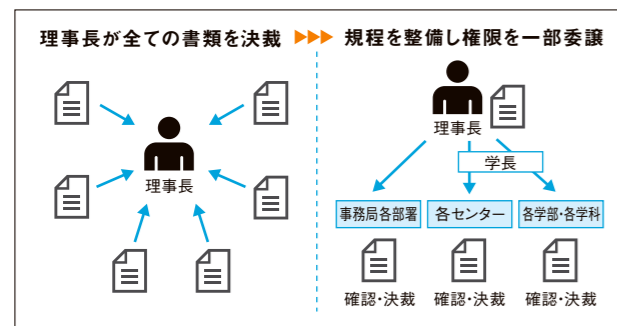 理事長が全ての書類を決裁 ▶▶▶ 規程を整備し権限を一部委譲
理事長
理事長
学長
事務局各部署 各センター 各学部・各学科
確認・決裁 確認・決裁 確認・決裁